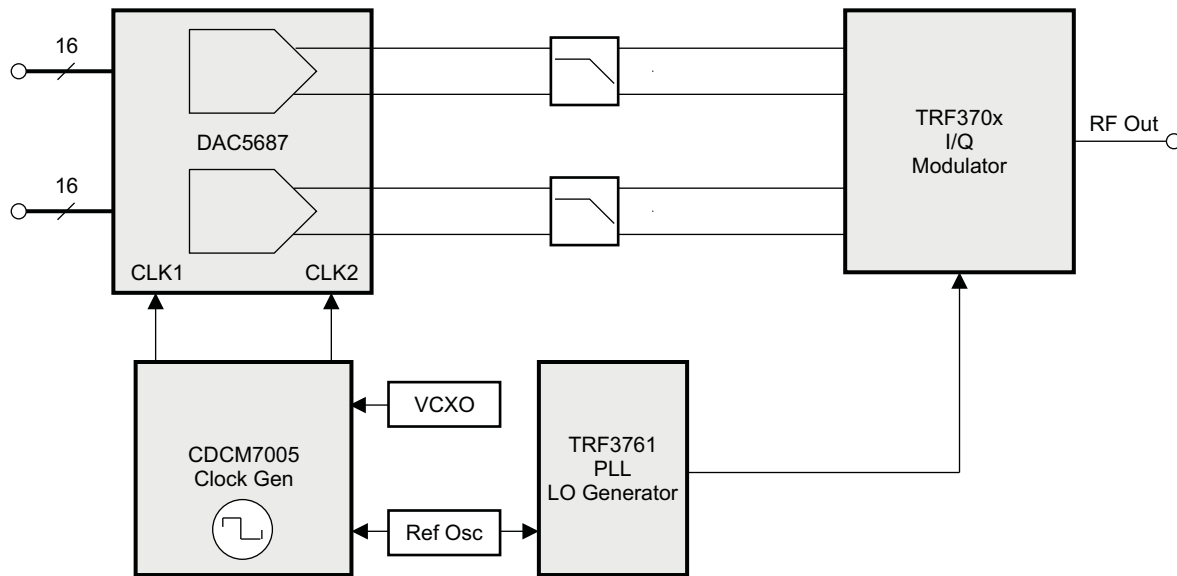 16
DAC5687
16
CLK1
CLK2
TRF370x
I/Q
Modulator
RF Out
CDCM7005
Clock Gen
VCXO
Ref Osc
TRF3761
PLL
LO Generator